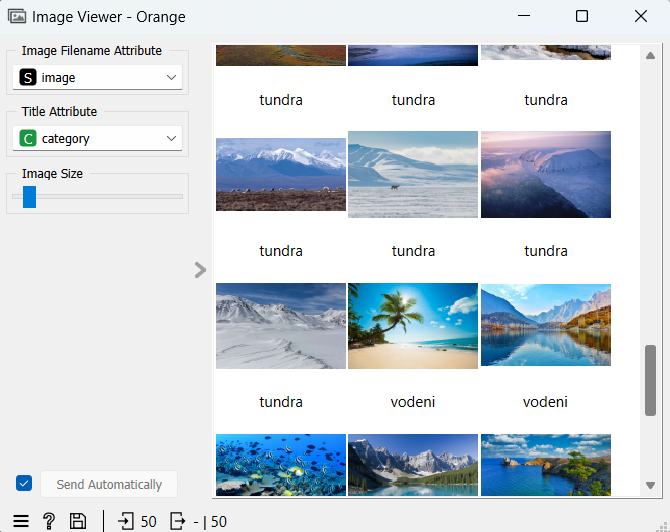 Image Viewer - Orange
Image Filename Attribute
S image
Title Attribute
C category
Image Size
Send Automatically
50
- | 50
tundra tundra tundra
tundra tundra tundra
tundra vodeni vodeni